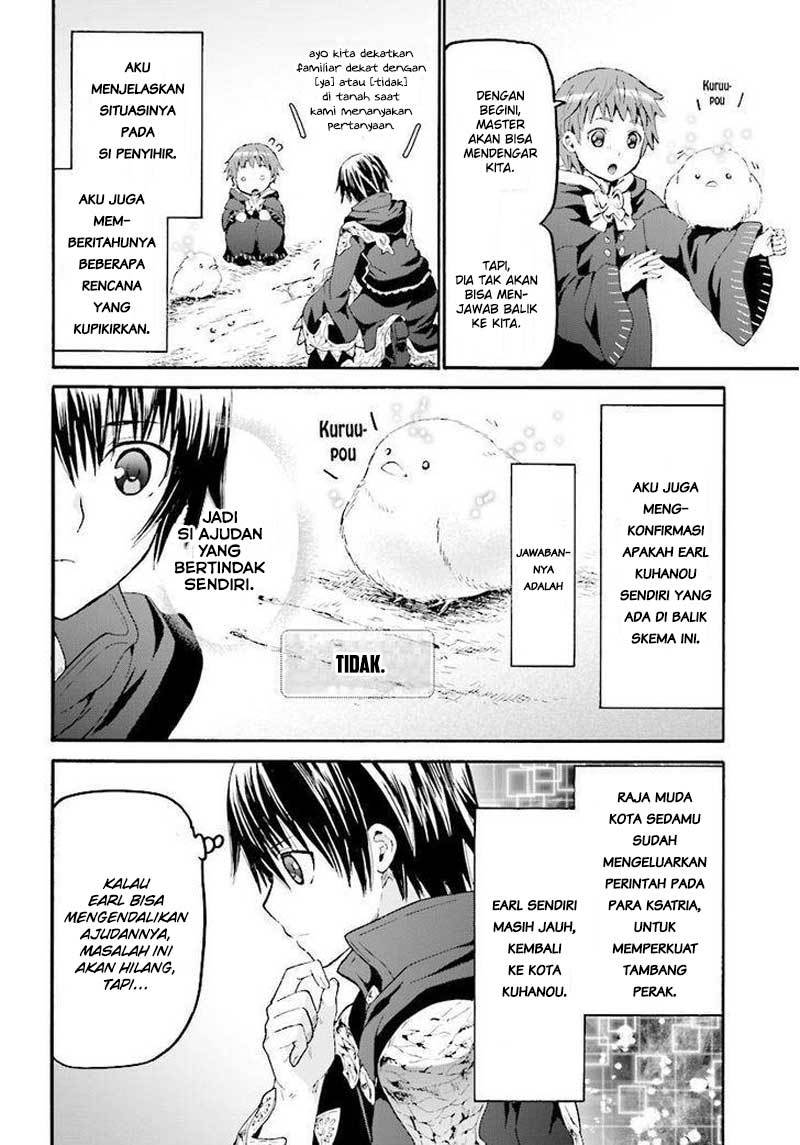 Kuruu-
pou
DENGAN
BEGINI,
MASTER
AKAN BISA
MENDENGAR
KITA.
TAPI,
DIA TAK AKAN
BISA MEN-
JAWAB BALIK
KE KITA.
ayo kita dekatkan
familiar dekat dengan
[ya] atau [tidak]
di tanah saat
kami menanyakan
pertanyaan.
AKU
MENJELASKAN
SITUASINYA
PADA
SI PENYIHIR.
AKU JUGA
MEM-
BERITAHUNYA
BEBERAPA
RENCANA
YANG
KUPIKIRKAN.
AKU JUGA
MENG-
KONFIRMASI
APAKAH EARL
KUHANOU
SENDIRI YANG
ADA DI BALIK
SKEMA INI.
JAWABAN-
NYA
ADALAH
Kuruu-
pou
TIDAK.
JADI
SI AJUDAN
YANG
BERTINDAK
SENDIRI.
RAJA MUDA
KOTA SEDAMU
SUDAH
MENGELUARKAN
PERINTAH PADA
PARA KSATRIA,
UNTUK
MEMPERKUAT
TAMBANG
PERAK.
EARL SENDIRI
MASIH JAUH,
KEMBALI
KE KOTA
KUHANOU.
KALAU
EARL BISA
MENGENDALIKAN
AJUDANNYA,
MASALAH INI
AKAN HILANG,
TAPI...